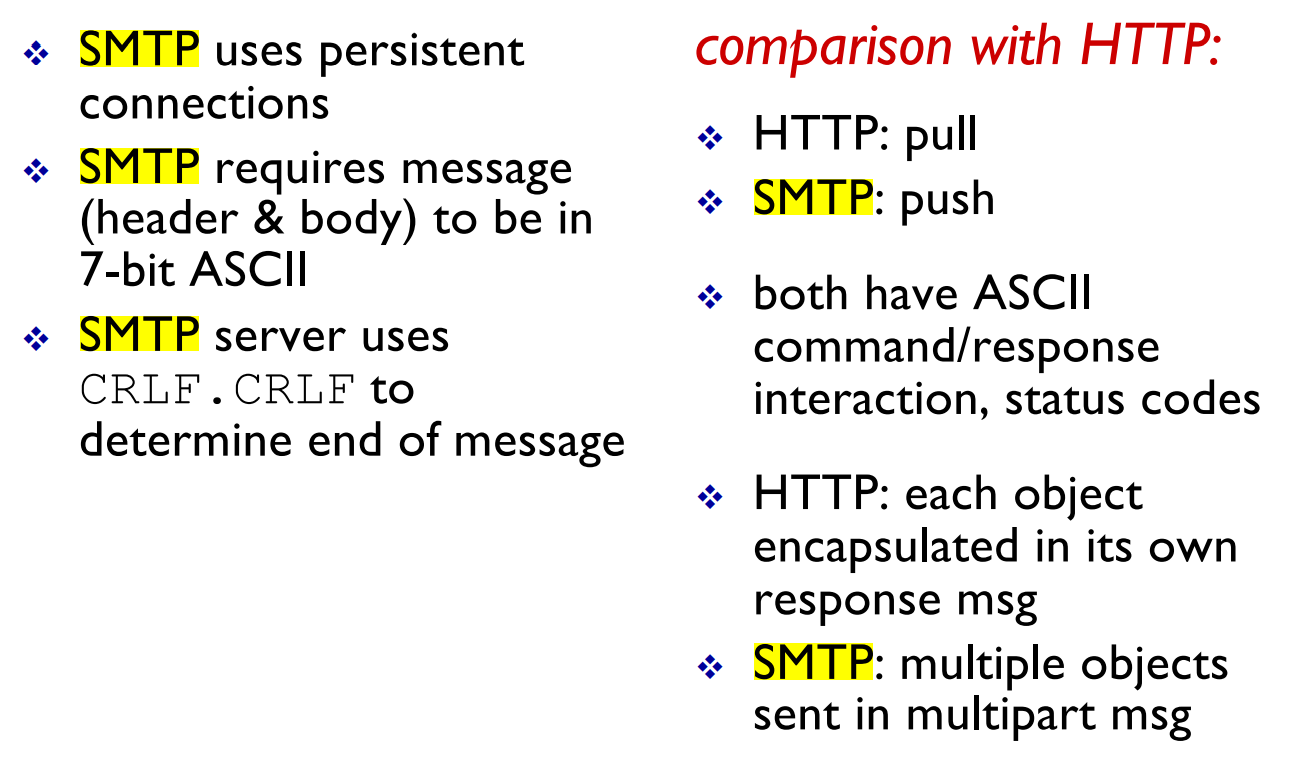 ❖ SMTP uses persistent
connections
❖ SMTP requires message
(header & body) to be in
7-bit ASCII
❖ SMTP server uses
CRLF.CRLF to
determine end of message
comparison with HTTP:
❖ HTTP: pull
❖ SMTP: push
❖ both have ASCII
command/response
interaction, status codes
❖ HTTP: each object
encapsulated in its own
response msg
❖ SMTP: multiple objects
sent in multipart msg